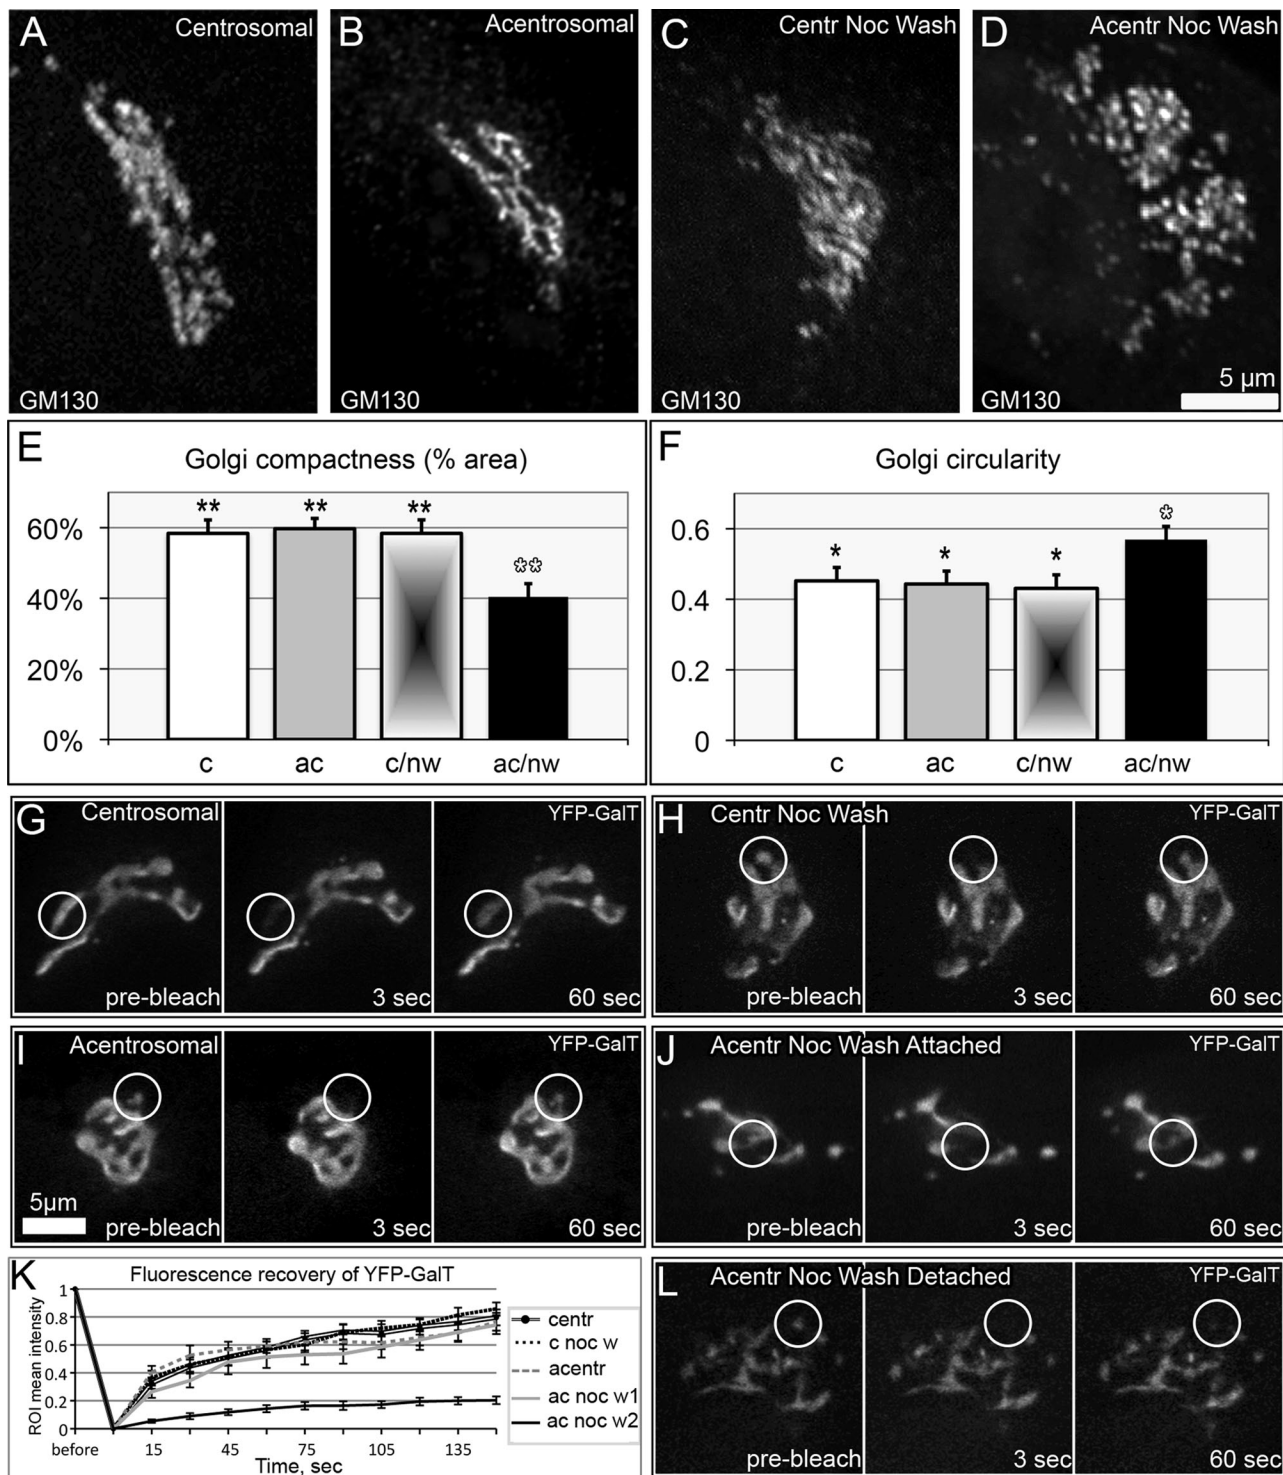 A
Centrosomal
GM130
B
Acentrosomal
C
Centr Noc Wash
GM130
D
Acentr Noc Wash
5 μm
GM130
E
Golgi compactness (% area)
60%
40%
20%
0%
**
**
**
**
c
ac
c/nw
ac/nw
F
Golgi circularity
0.6
0.4
0.2
0
*
*
*
*
c
ac
c/nw
ac/nw
G
Centrosomal
YFP-GalT
pre-bleach
3 sec
60 sec
H
Centr Noc Wash
YFP-GalT
pre-bleach
3 sec
60 sec
I
Acentrosomal
YFP-GalT
5μm
pre-bleach
3 sec
60 sec
J
Acentr Noc Wash Attached
YFP-GalT
pre-bleach
3 sec
60 sec
K
Fluorescence recovery of YFP-GalT
ROI mean intensity
1
0.8
0.6
0.4
0.2
0
before
15
45
75
105
135
Time, sec
centr
c noc w
acentr
ac noc w1
ac noc w2
L
Acentr Noc Wash Detached
YFP-GalT
pre-bleach
3 sec
60 sec